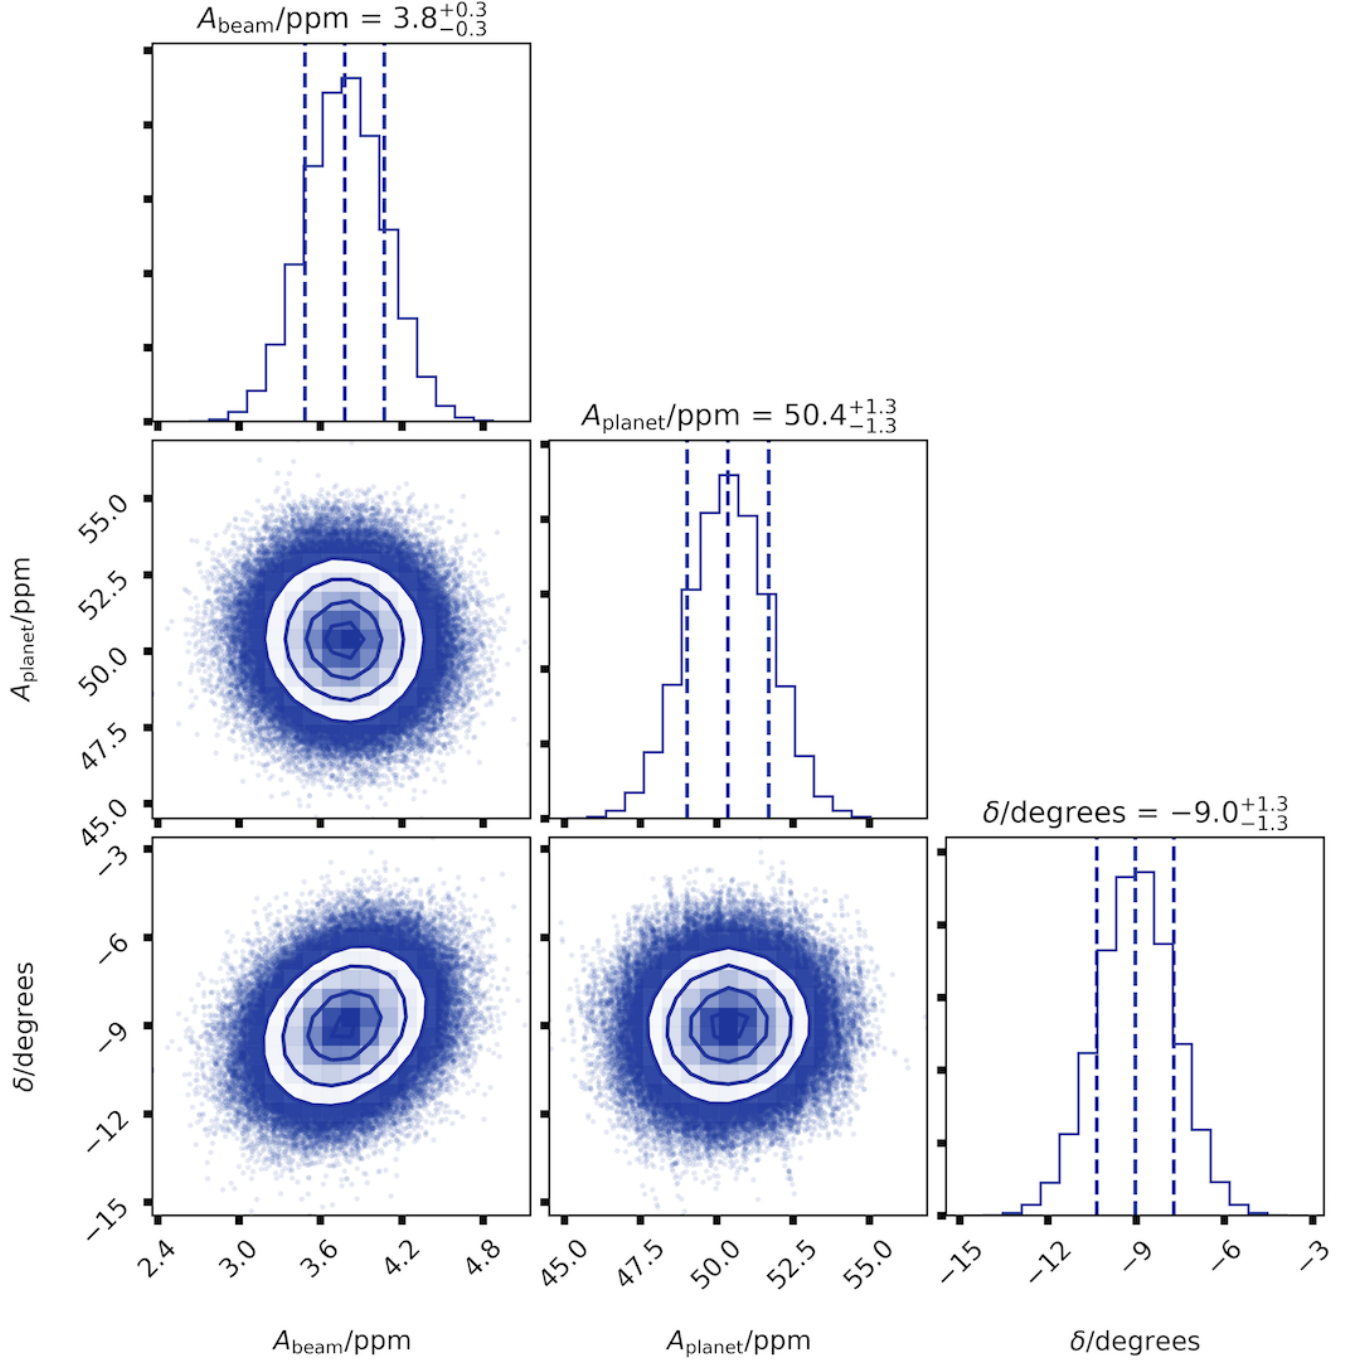 A_beam/ppm = 3.8^{+0.3}_{−0.3}
A_planet/ppm = 50.4^{+1.3}_{−1.3}
55.0
52.5
50.0
47.5
45.0
A_planet/ppm
δ/degrees = −9.0^{+1.3}_{−1.3}
−3
−6
−9
−12
−15
δ/degrees
2.4 3.0 3.6 4.2 4.8 45.0 47.5 50.0 52.5 55.0 −15 −12 −9 −6 −3
A_beam/ppm A_planet/ppm δ/degrees